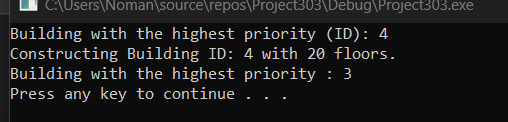 C:\Users\Noman\source\repos\Project303\Debug\Project303.exe
Building with the highest priority (ID): 4
Constructing Building ID: 4 with 20 floors.
Building with the highest priority : 3
Press any key to continue . . .